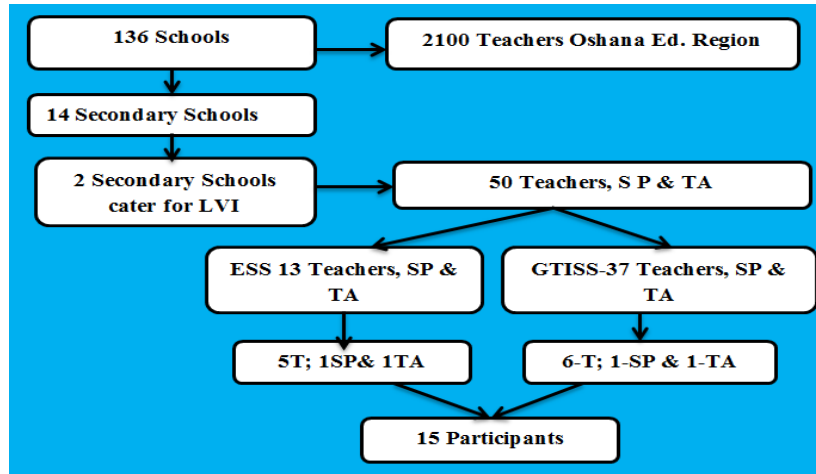 136 Schools
2100 Teachers Oshana Ed. Region
14 Secondary Schools
2 Secondary Schools
cater for LVI
50 Teachers, S P & TA
ESS 13 Teachers, SP &
TA
GTISS-37 Teachers, SP &
TA
5T; 1SP& 1TA
6-T; 1-SP & 1-TA
15 Participants